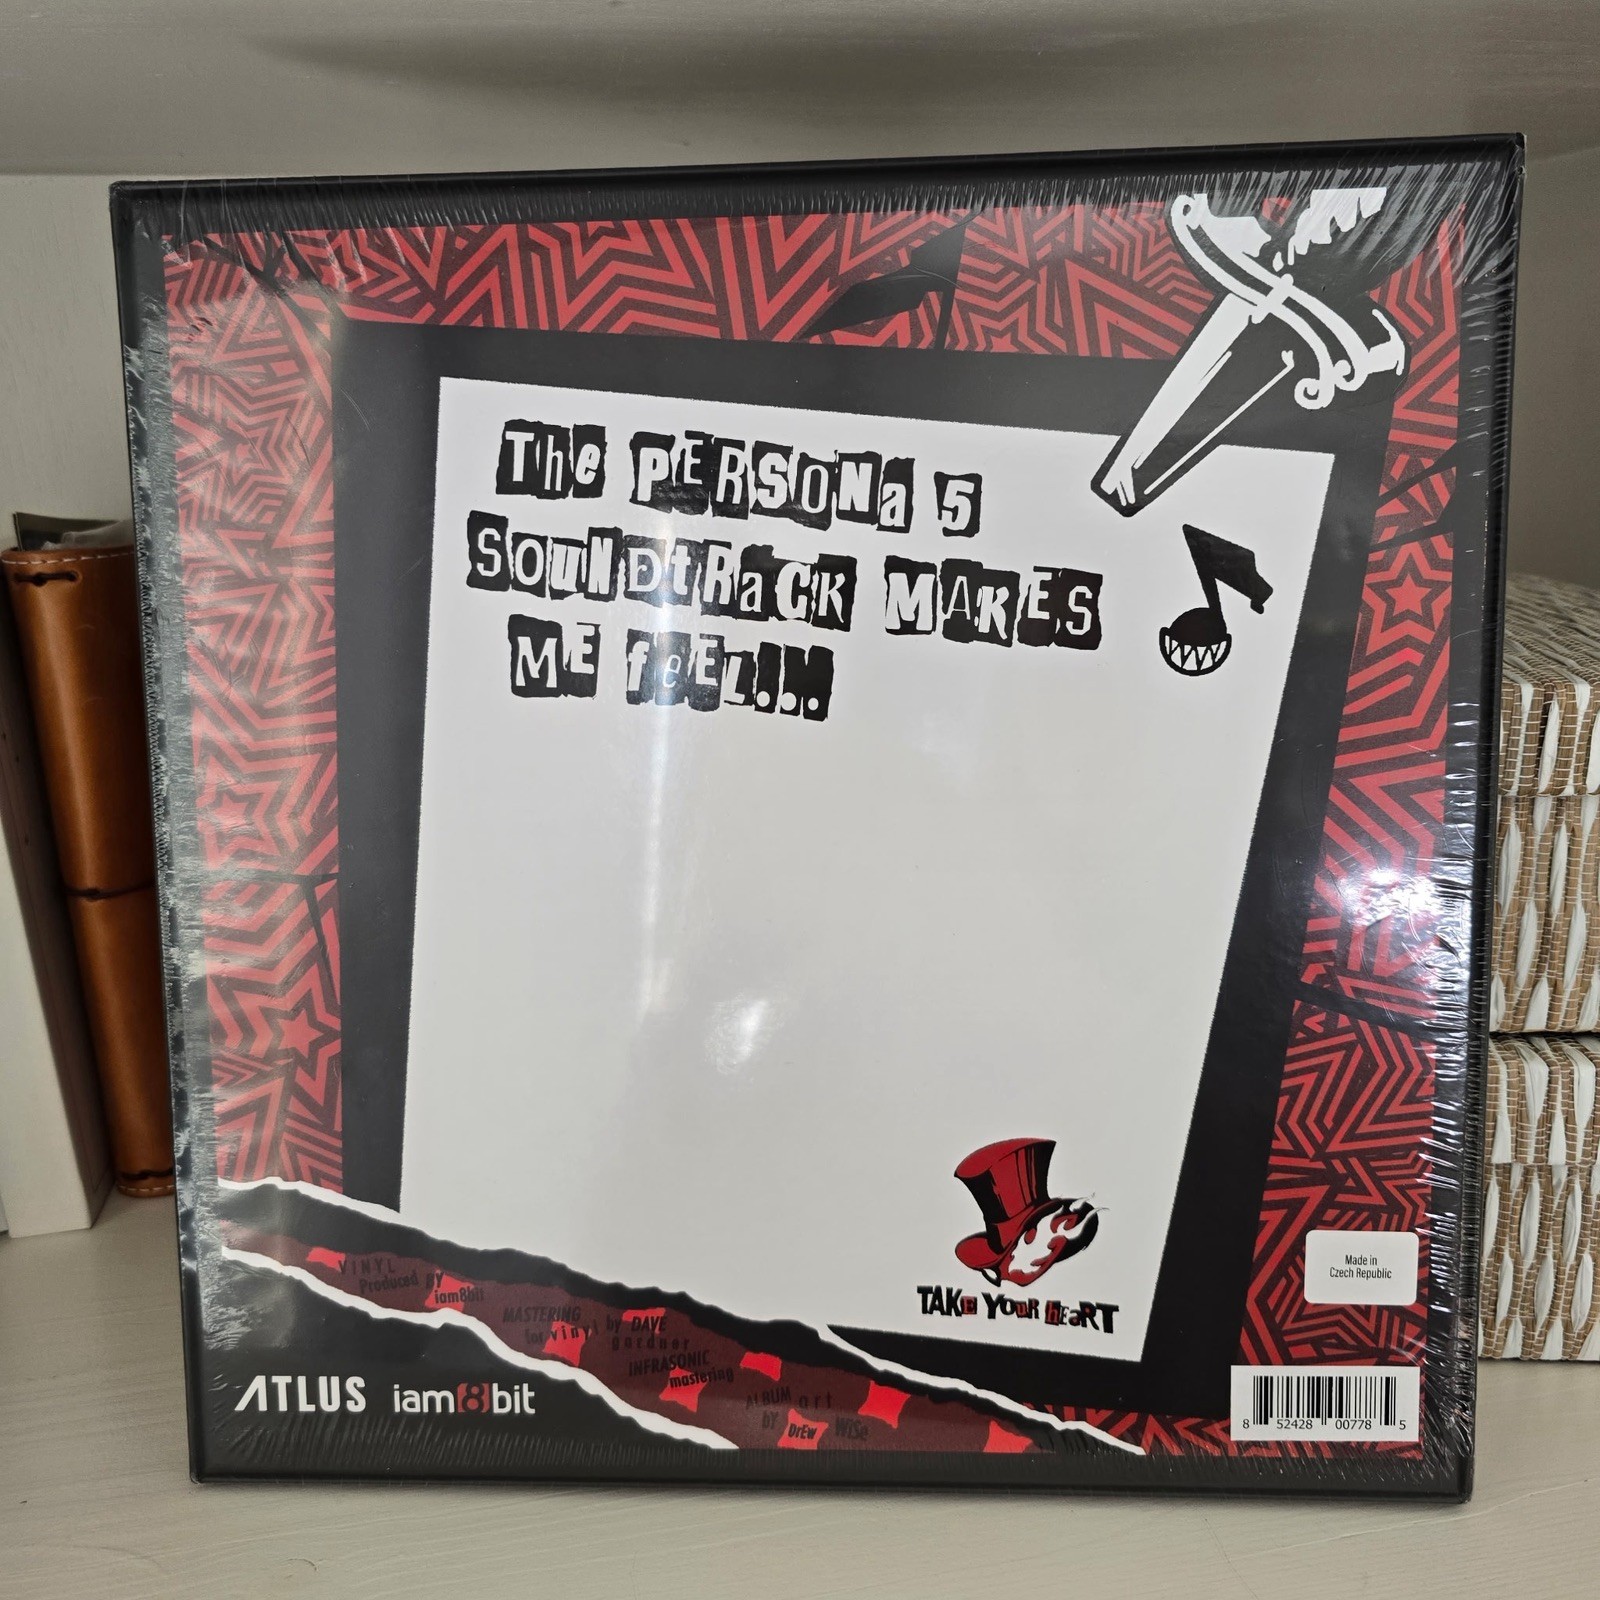 The PERSONa 5
SOUNDtRaCK MAKES
ME feEL...
TAKE YOUR hEaRT
Made in
Czech Republic
VINYL
Produced by
iam8bit
MASTERING
for vinyl by DAVE
gardner
INFRASONIC
mastering
ALBUM art
by DrEW WiSe
ATLUS iam8bit
8 52428 00778 5